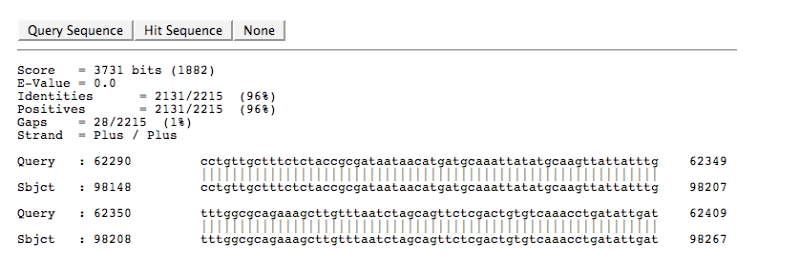 Query Sequence Hit Sequence None
Score = 3731 bits (1882)
E-Value = 0.0
Identities = 2131/2215 (96%)
Positives = 2131/2215 (96%)
Gaps = 28/2215 (1%)
Strand = Plus / Plus
Query : 62290 cctgttgctttctctaccgcgataataacatgatgcaaattatatgcaagttattatttg 62349
||||||||||||||||||||||||||||||||||||||||||||||||||||||||||||
Sbjct : 98148 cctgttgctttctctaccgcgataataacatgatgcaaattatatgcaagttattatttg 98207
Query : 62350 tttggcgcagaaagcttgtttaatctagcagttctcgactgtgtcaaacctgatattgat 62409
||||||||||||||||||||||||||||||||||||||||||||||||||||||||||||
Sbjct : 98208 tttggcgcagaaagcttgtttaatctagcagttctcgactgtgtcaaacctgatattgat 98267